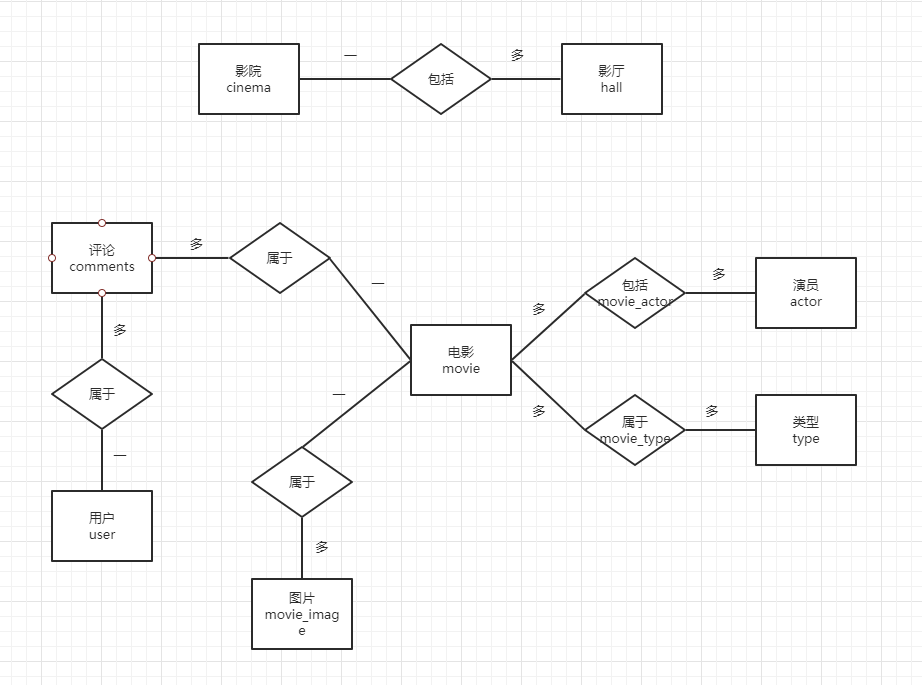 影院
cinema
一
包括
多
影厅
hall
评论
comments
多
属于
一
多
属于
一
用户
user
电影
movie
一
属于
多
图片
movie_imag
e
多
包括
movie_actor
多
演员
actor
多
属于
movie_type
多
类型
type